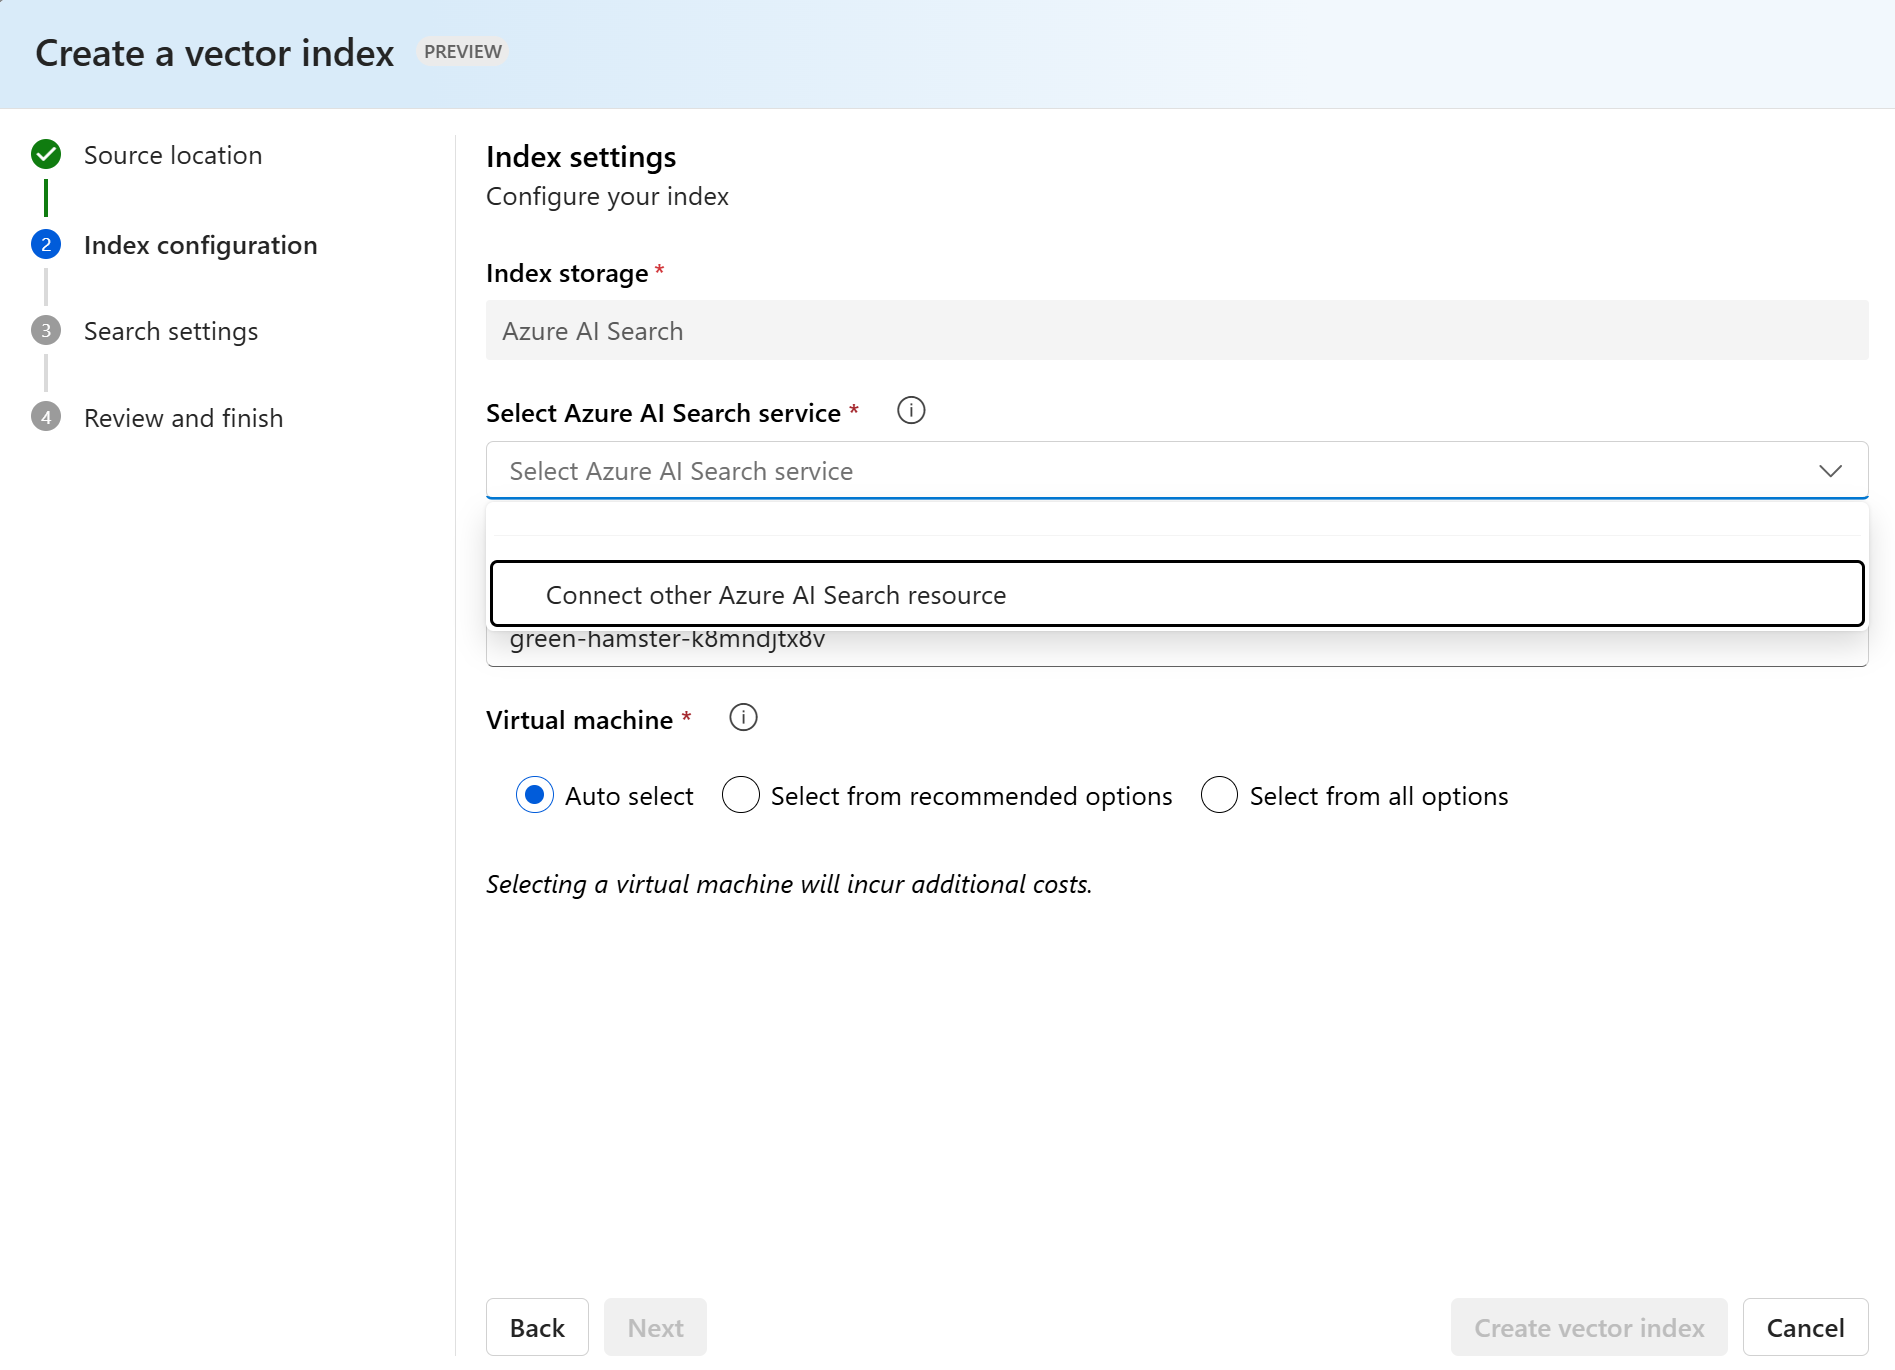 Create a vector index PREVIEW
Source location
2 Index configuration
3 Search settings
4 Review and finish
Index settings
Configure your index
Index storage *
Azure AI Search
Select Azure AI Search service *
Select Azure AI Search service
Connect other Azure AI Search resource
green-hamster-k8mndjtx8v
Virtual machine *
Auto select Select from recommended options Select from all options
Selecting a virtual machine will incur additional costs.
Back Next Create vector index Cancel